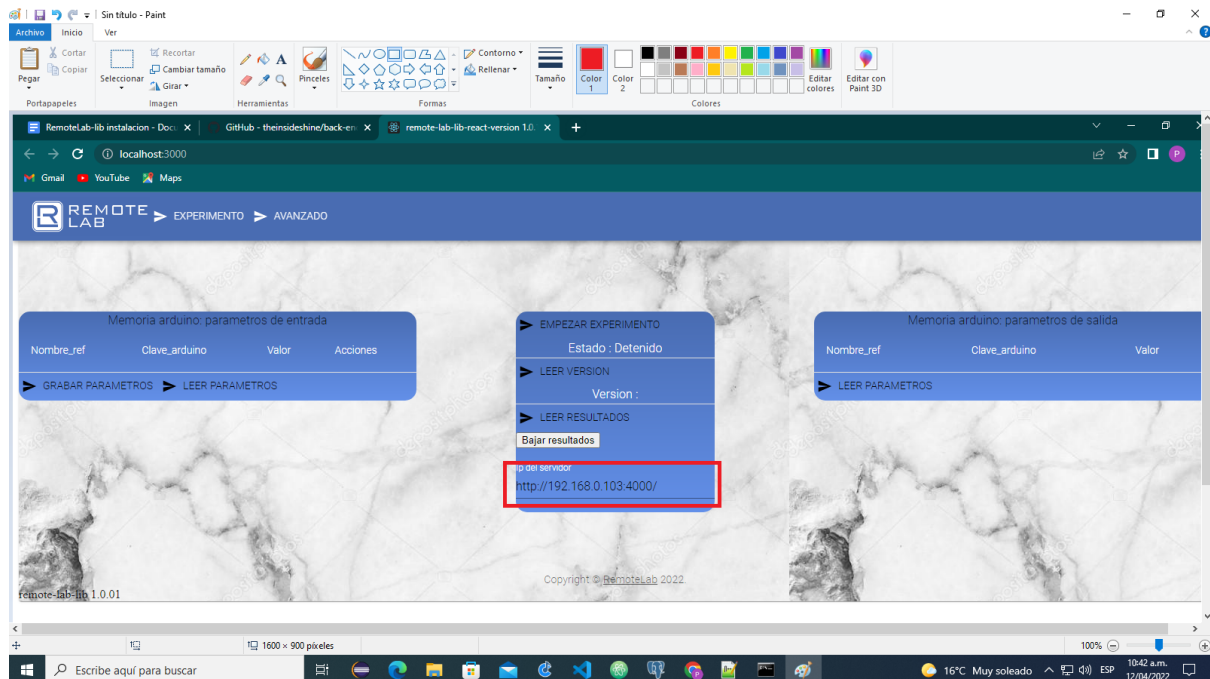 Sin título - Paint
Archivo Inicio Ver
Pegar
Cortar
Copiar
Portapapeles
Seleccionar
Recortar
Cambiar tamaño
Girar
Imagen
A
Herramientas
Pinceles
Contorno
Rellenar
Formas
Tamaño
Color 1
Color 2
Editar colores
Colores
Editar con Paint 3D
RemoteLab-lib instalacion - Docu
GitHub - theinsideshine/back-en
remote-lab-lib-react-version 1.0.
localhost:3000
P
Gmail YouTube Maps
REMOTE LAB
EXPERIMENTO AVANZADO
Memoria arduino: parametros de entrada
Nombre_ref Clave_arduino Valor Acciones
GRABAR PARAMETROS LEER PARAMETROS
EMPEZAR EXPERIMENTO
Estado : Detenido
LEER VERSION
Version :
LEER RESULTADOS
Bajar resultados
Ip del servidor
http://192.168.0.103:4000/
Memoria arduino: parametros de salida
Nombre_ref Clave_arduino Valor
LEER PARAMETROS
Copyright © RemoteLab 2022.
remote-lab-lib 1.0.01
1600 × 900 píxeles
100%
Escribe aquí para buscar
16°C Muy soleado
ESP
10:42 a.m.
12/04/2022